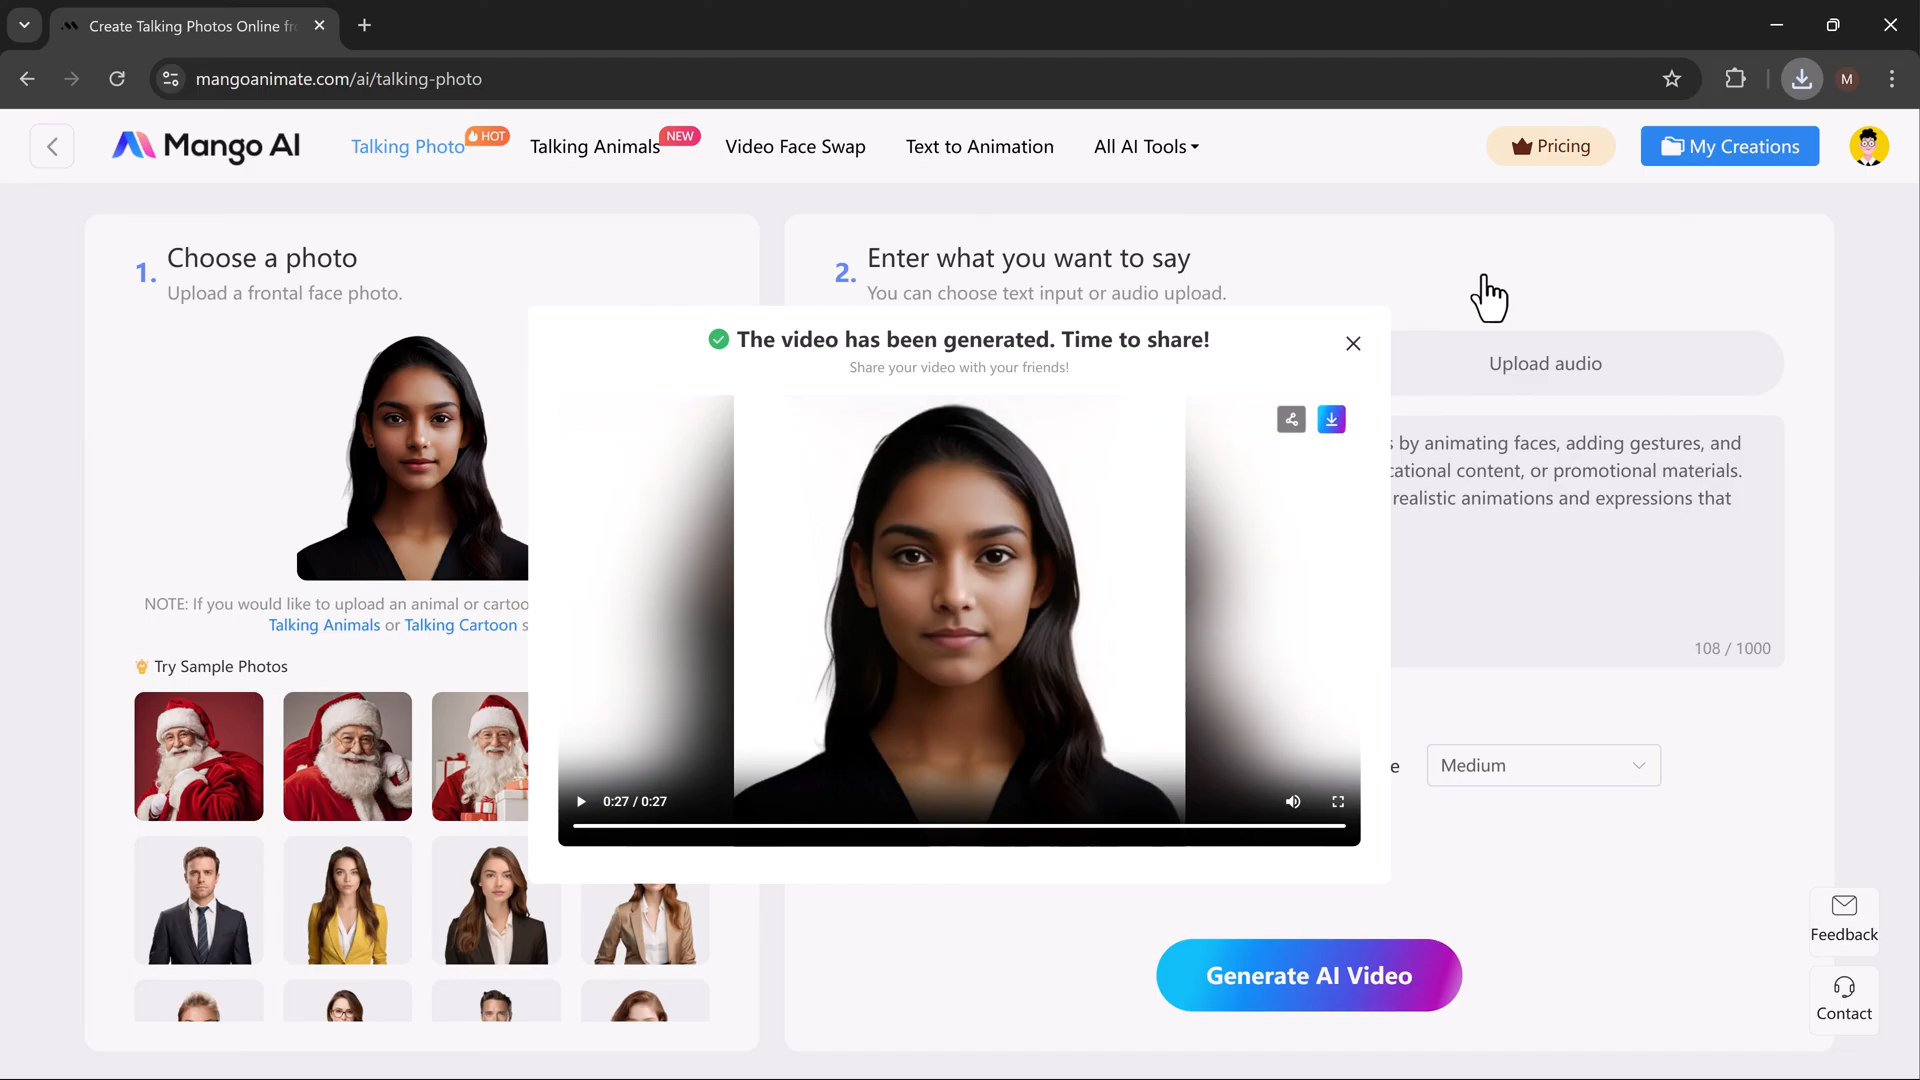 Create Talking Photos Online fr
mangoanimate.com/ai/talking-photo
M
Mango AI
Talking Photo
HOT
Talking Animals
NEW
Video Face Swap
Text to Animation
All AI Tools
Pricing
My Creations
1.
Choose a photo
Upload a frontal face photo.
2.
Enter what you want to say
You can choose text input or audio upload.
The video has been generated. Time to share!
Share your video with your friends!
Upload audio
s by animating faces, adding gestures, and
cational content, or promotional materials.
realistic animations and expressions that
108 / 1000
NOTE: If you would like to upload an animal or cartoo
Talking Animals or Talking Cartoon s
Try Sample Photos
e
Medium
0:27 / 0:27
Generate AI Video
Feedback
Contact